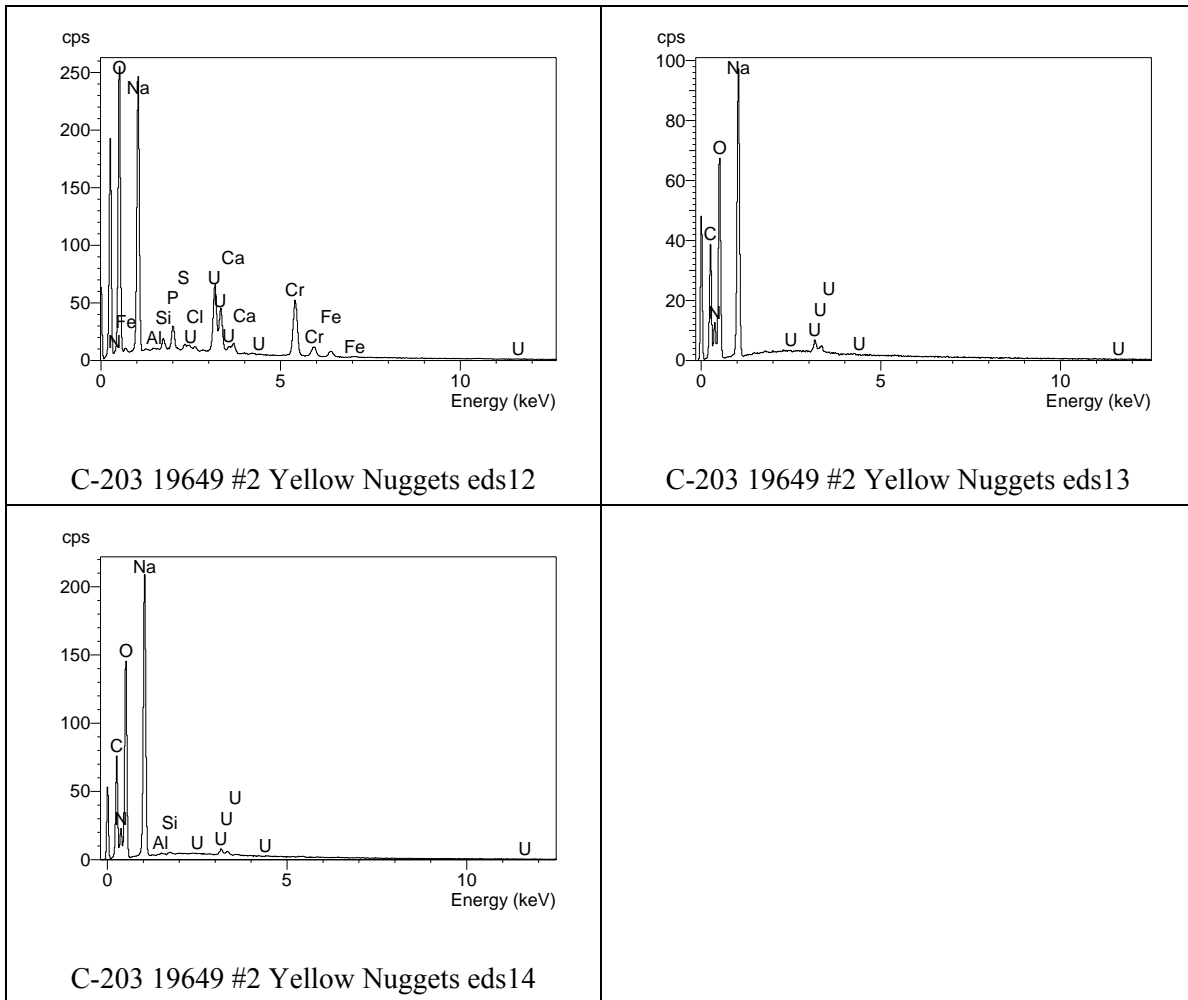 cps
250
200
150
100
50
0
O
Na
N
Fe
Al
Si
P
S
U
Cl
U
U
Ca
U
Ca
U
Cr
Cr
Fe
Fe
U
0 5 10
Energy (keV)
C-203 19649 #2 Yellow Nuggets eds12
cps
100
80
60
40
20
0
C
N
O
Na
U
U
U
U
U
U
0 5 10
Energy (keV)
C-203 19649 #2 Yellow Nuggets eds13
cps
200
150
100
50
0
C
N
O
Na
Al
Si
U
U
U
U
U
U
0 5 10
Energy (keV)
C-203 19649 #2 Yellow Nuggets eds14